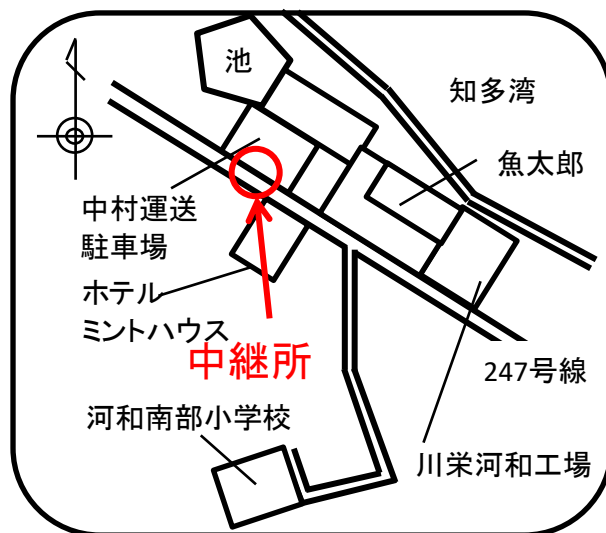 池
知多湾
魚太郎
中村運送
駐車場
ホテル
ミントハウス
中継所
247号線
河和南部小学校
川栄河和工場